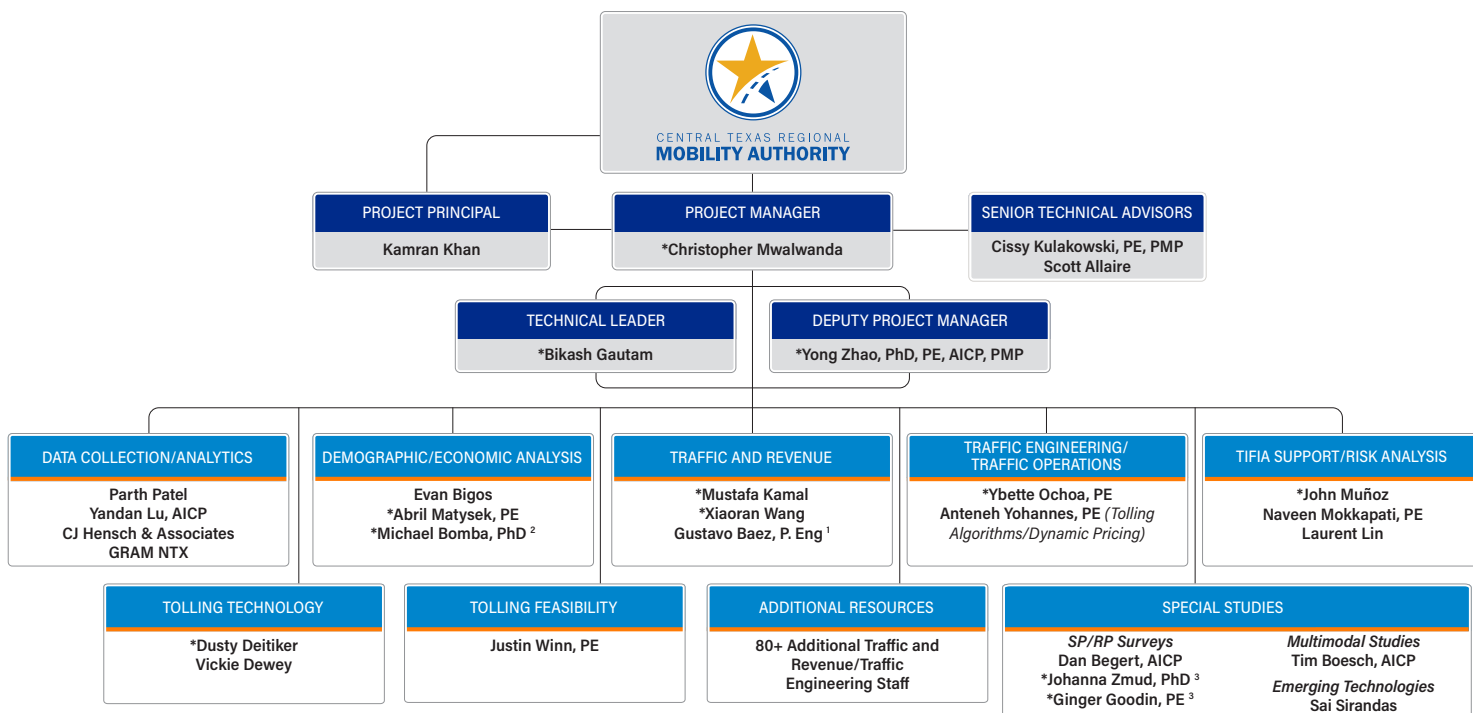 CENTRAL TEXAS REGIONAL
MOBILITY AUTHORITY
PROJECT PRINCIPAL
Kamran Khan
PROJECT MANAGER
*Christopher Mwalwanda
SENIOR TECHNICAL ADVISORS
Cissy Kulakowski, PE, PMP
Scott Allaire
TECHNICAL LEADER
*Bikash Gautam
DEPUTY PROJECT MANAGER
*Yong Zhao, PhD, PE, AICP, PMP
DATA COLLECTION/ANALYTICS
Parth Patel
Yandan Lu, AICP
CJ Hensch & Associates
GRAM NTX
DEMOGRAPHIC/ECONOMIC ANALYSIS
Evan Bigos
*Abril Matysek, PE
*Michael Bomba, PhD ²
TRAFFIC AND REVENUE
*Mustafa Kamal
*Xiaoran Wang
Gustavo Baez, P. Eng ¹
TRAFFIC ENGINEERING/
TRAFFIC OPERATIONS
*Ybette Ochoa, PE
Anteneh Yohannes, PE (Tolling
Algorithms/Dynamic Pricing)
TIFIA SUPPORT/RISK ANALYSIS
*John Muñoz
Naveen Mokkapati, PE
Laurent Lin
TOLLING TECHNOLOGY
*Dusty Deitiker
Vickie Dewey
TOLLING FEASIBILITY
Justin Winn, PE
ADDITIONAL RESOURCES
80+ Additional Traffic and
Revenue/Traffic
Engineering Staff
SPECIAL STUDIES
SP/RP Surveys
Dan Begert, AICP
*Johanna Zmud, PhD ³
*Ginger Goodin, PE ³
Multimodal Studies
Tim Boesch, AICP
Emerging Technologies
Sai Sirandas